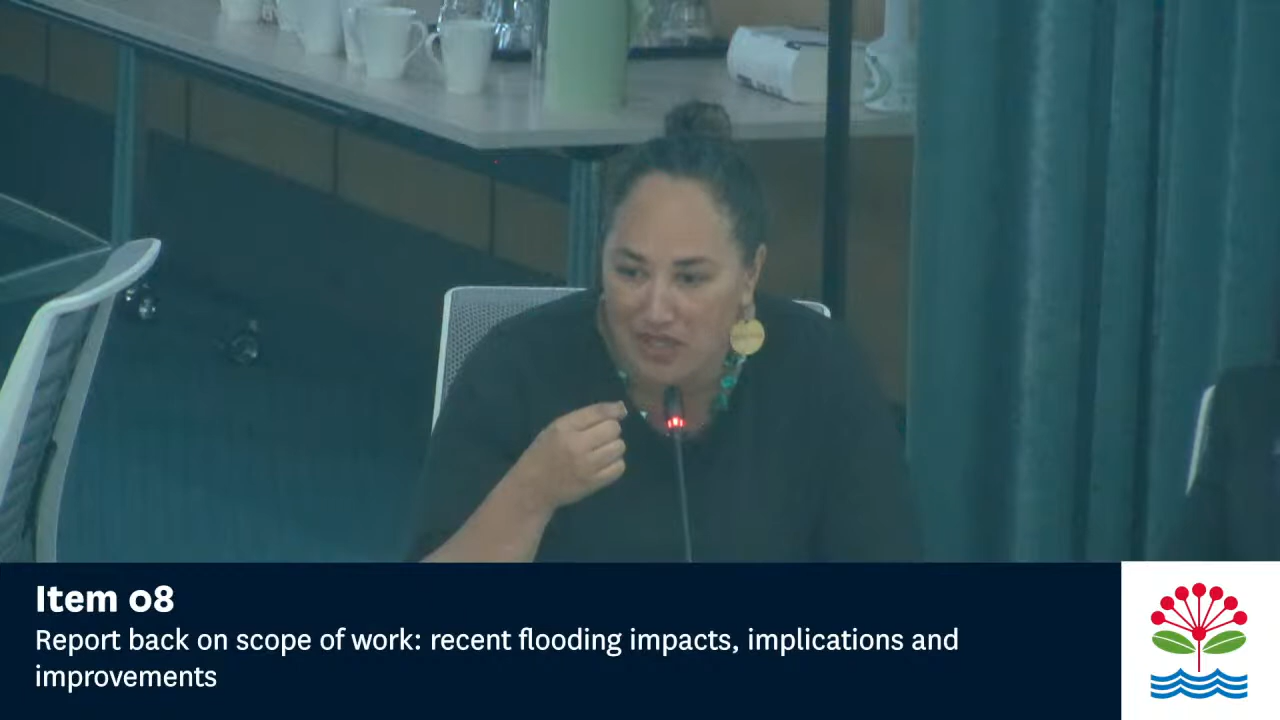 Item 08
Report back on scope of work: recent flooding impacts, implications and
improvements